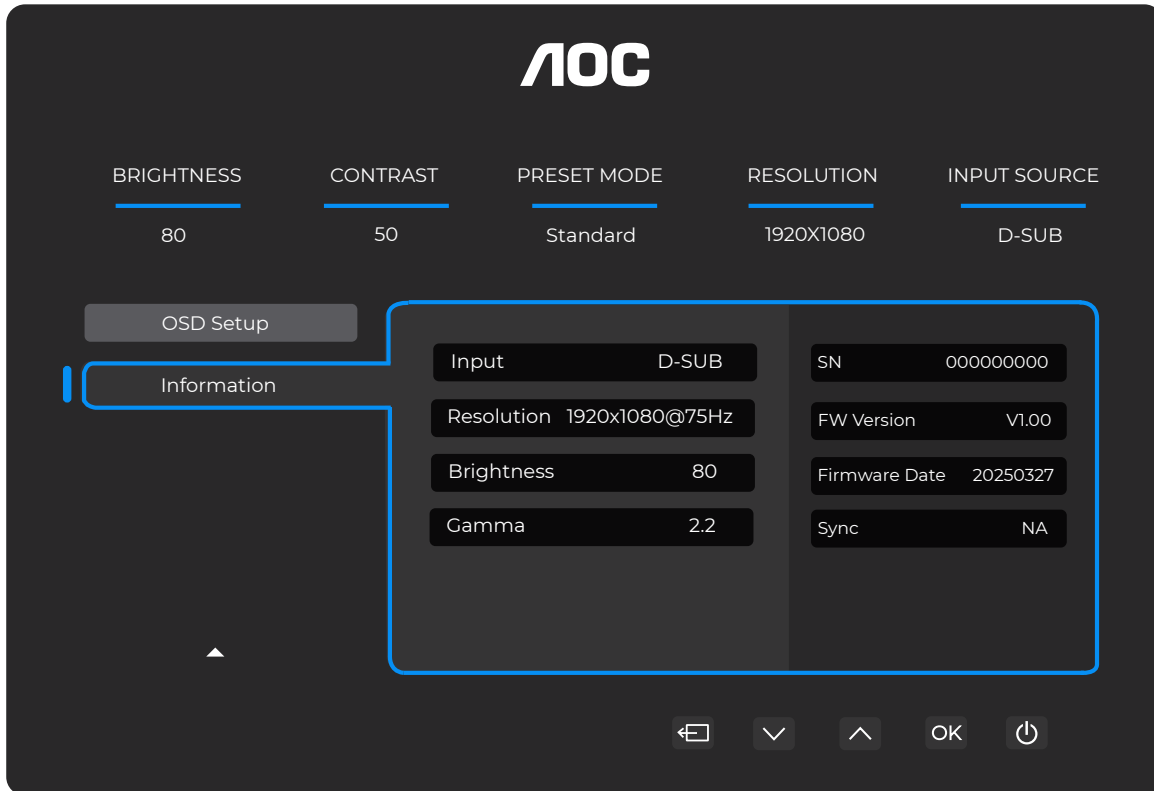 AOC
BRIGHTNESS CONTRAST PRESET MODE RESOLUTION INPUT SOURCE
80 50 Standard 1920X1080 D-SUB
OSD Setup
Information
Input D-SUB
Resolution 1920x1080@75Hz
Brightness 80
Gamma 2.2
SN 000000000
FW Version V1.00
Firmware Date 20250327
Sync NA
OK